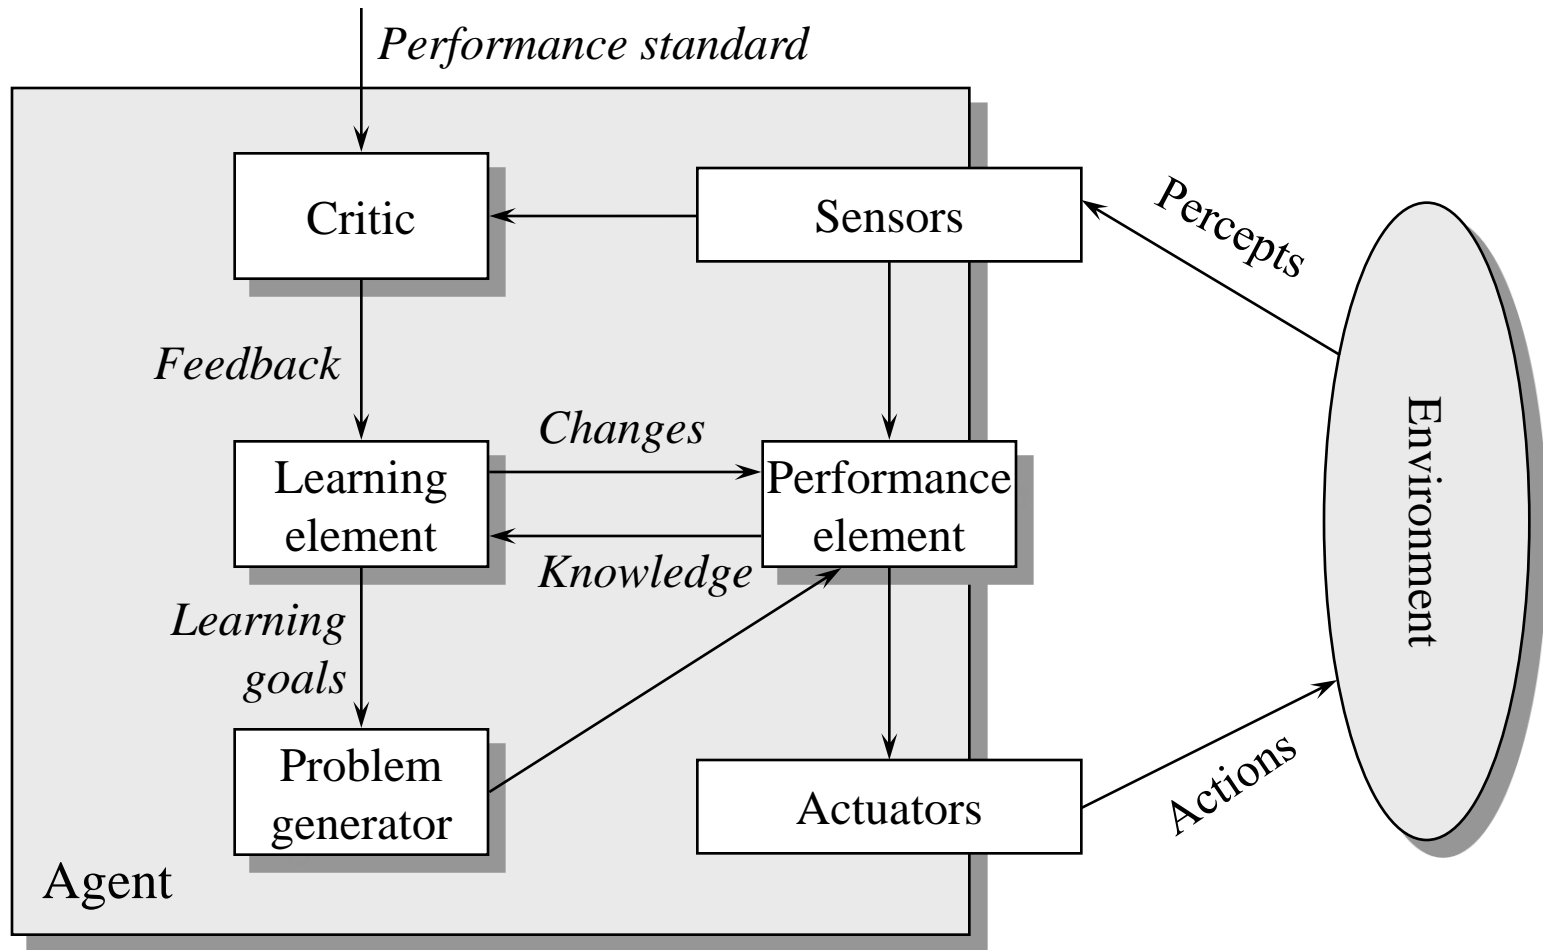 Performance standard
Critic
Sensors
Percepts
Feedback
Changes
Learning
element
Performance
element
Environment
Knowledge
Learning
goals
Problem
generator
Actuators
Actions
Agent